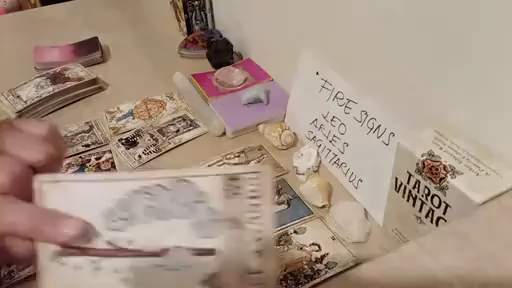 FIRE SIGNS
LEO
ARIES
SAGITTARIUS
TAROT
VINTAG